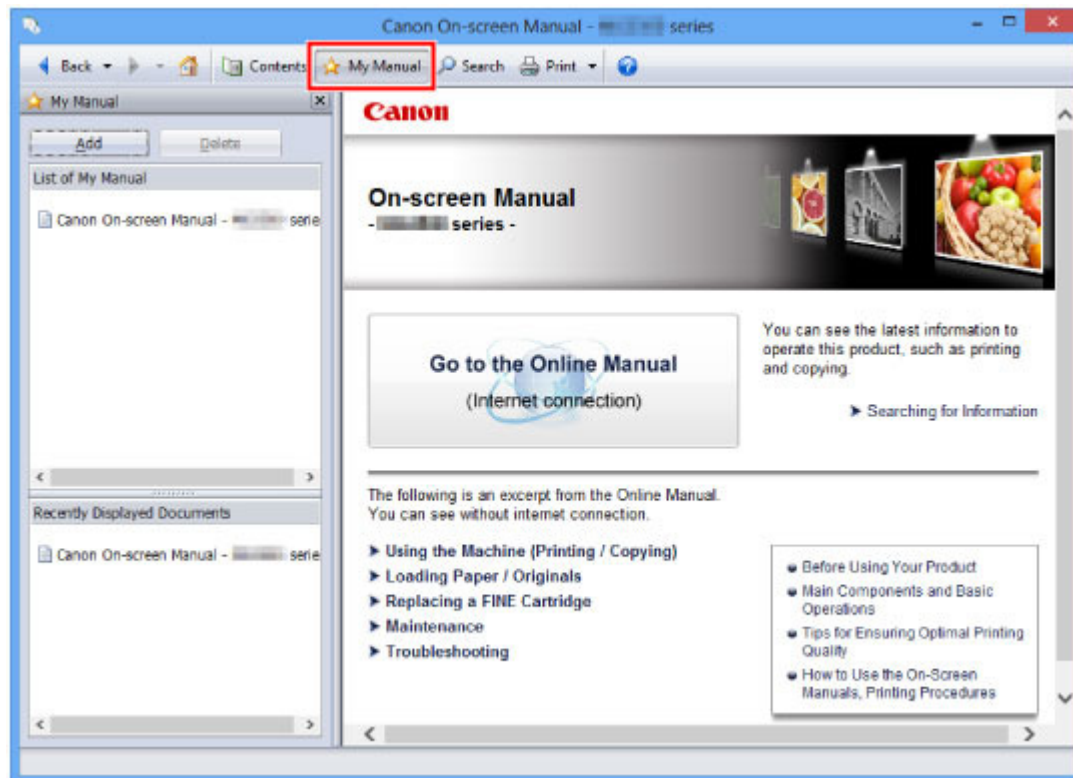 Canon On-screen Manual - series
Back Contents My Manual Search Print
My Manual
Add Delete
List of My Manual
Canon On-screen Manual - serie
Recently Displayed Documents
Canon On-screen Manual - serie
Canon
On-screen Manual
- series -
Go to the Online Manual
(Internet connection)
You can see the latest information to
operate this product, such as printing
and copying.
Searching for Information
The following is an excerpt from the Online Manual.
You can see without internet connection.
Using the Machine (Printing / Copying)
Loading Paper / Originals
Replacing a FINE Cartridge
Maintenance
Troubleshooting
Before Using Your Product
Main Components and Basic
Operations
Tips for Ensuring Optimal Printing
Quality
How to Use the On-Screen
Manuals, Printing Procedures